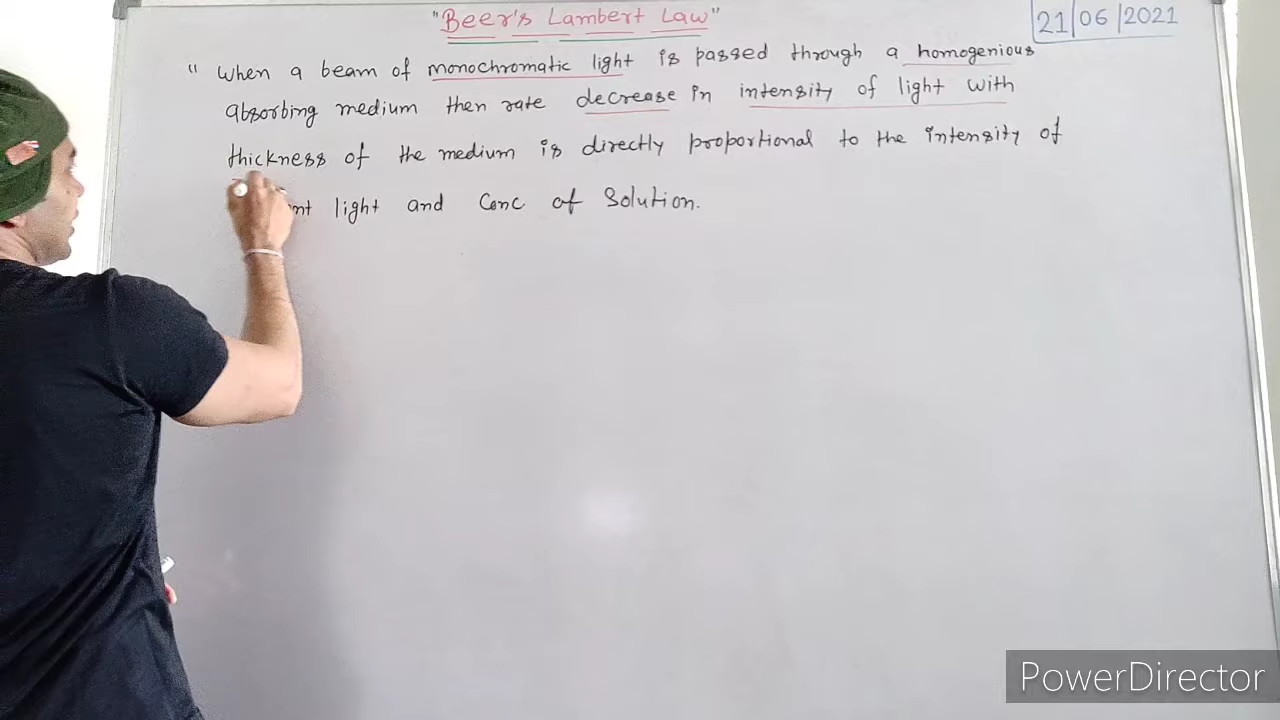 "Beer's Lambert Law"
21/06/2021
" When a beam of monochromatic light is passed through a homogenious
absorbing medium then rate decrease in intensity of light with
thickness of the medium is directly proportional to the intensity of
light and Conc of Solution.
PowerDirector